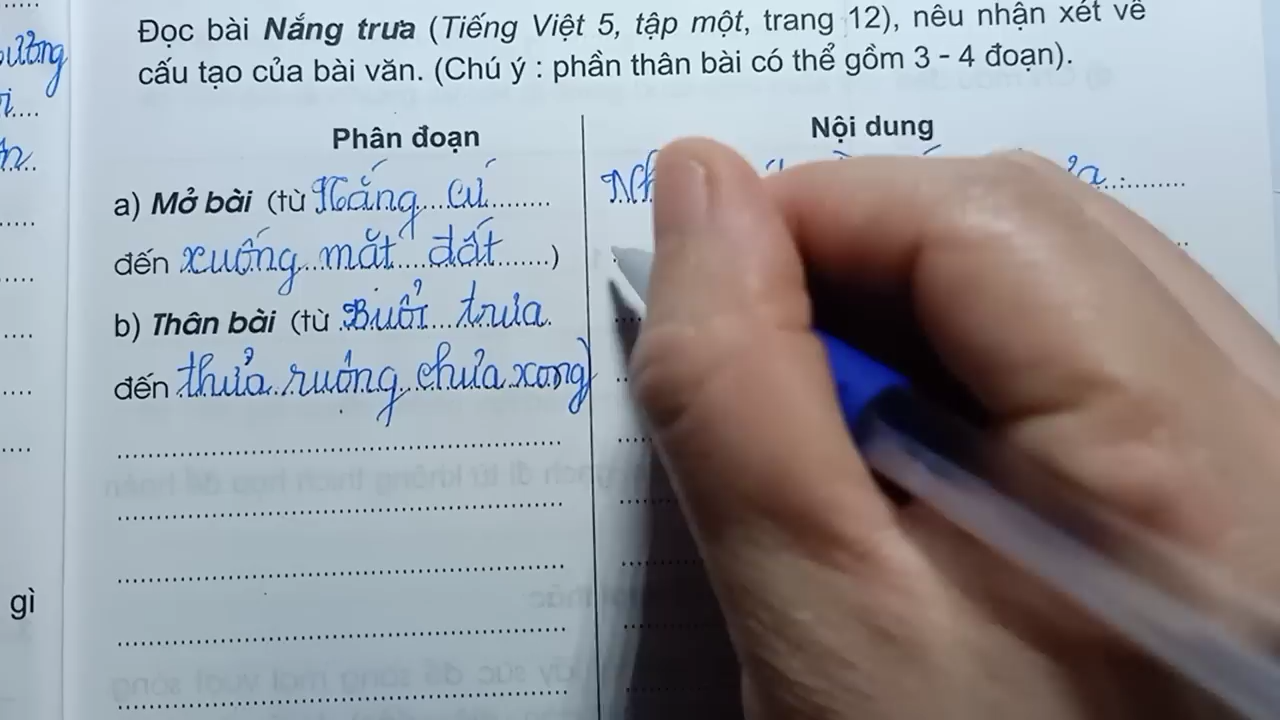 Đọc bài Nắng trưa (Tiếng Việt 5, tập một, trang 12), nêu nhận xét về
cấu tạo của bài văn. (Chú ý : phần thân bài có thể gồm 3 - 4 đoạn).
Phân đoạn
Nội dung
a) Mở bài (từ Nắng cứ
đến xuống mặt đất)
b) Thân bài (từ Buổi trưa
đến thửa ruộng chưa xong)
gì